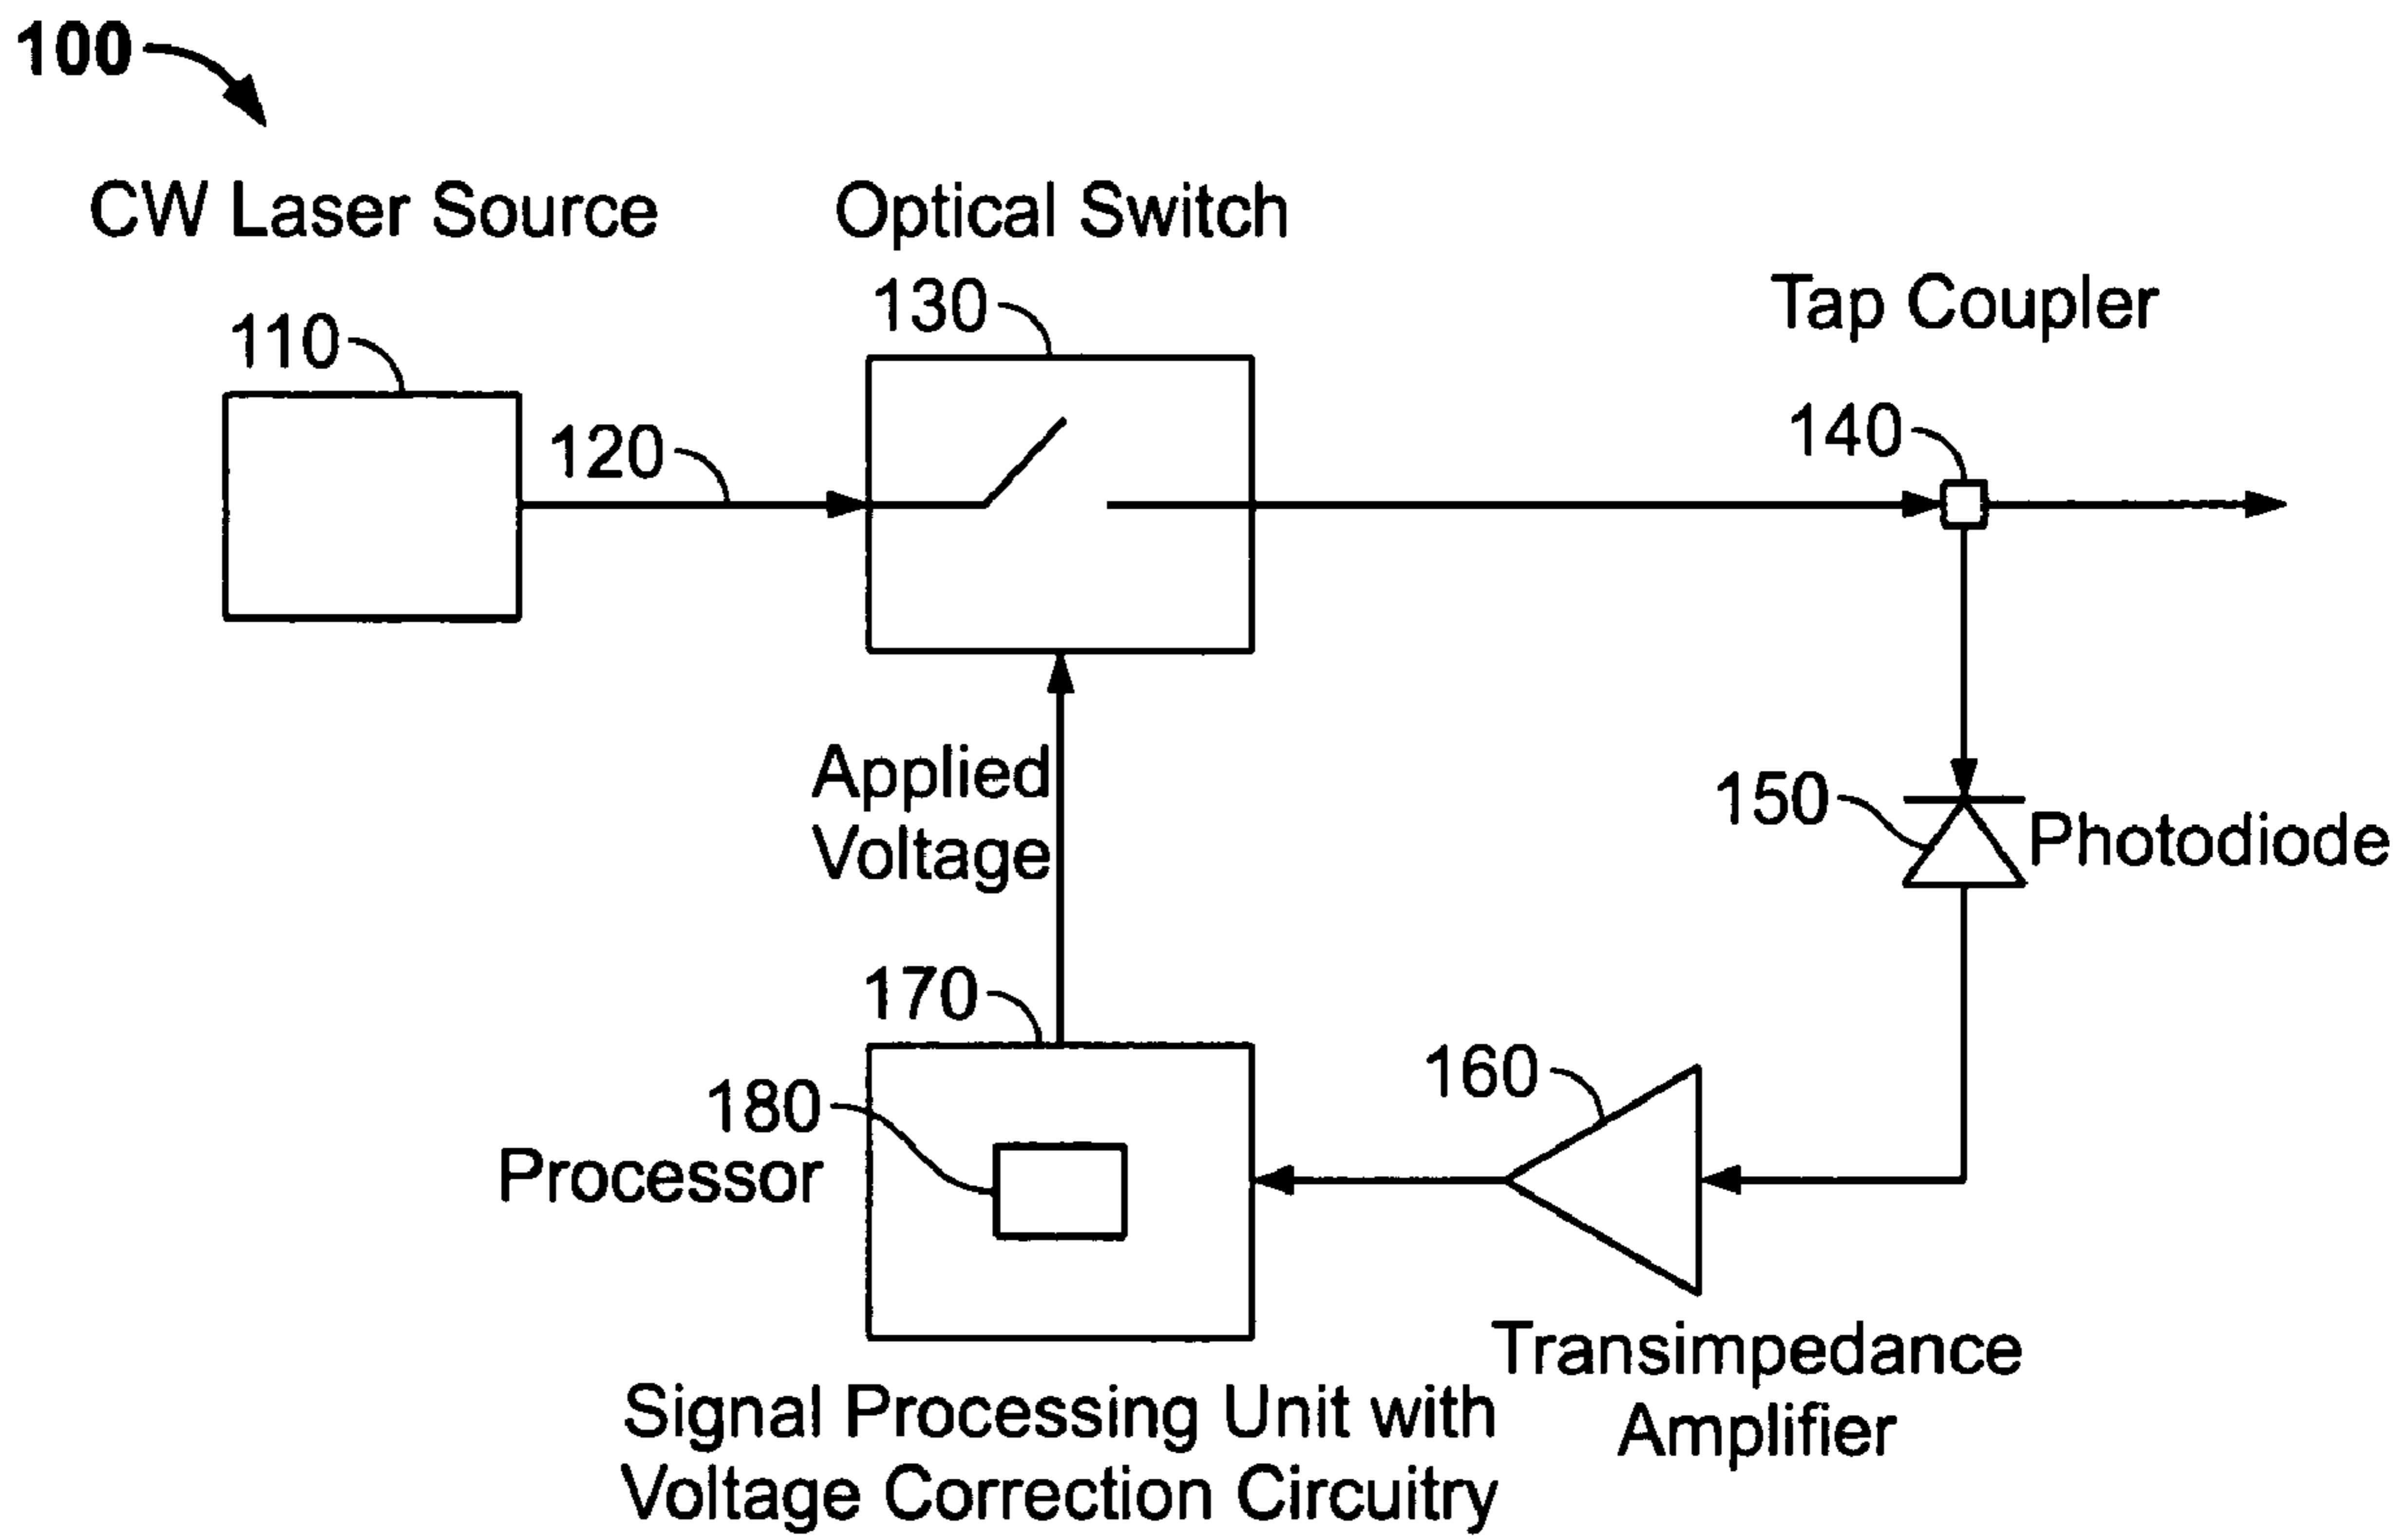 100
CW Laser Source
Optical Switch
130
Tap Coupler
110
120
140
Applied
Voltage
150
Photodiode
170
180
Processor
160
Transimpedance
Amplifier
Signal Processing Unit with
Voltage Correction Circuitry